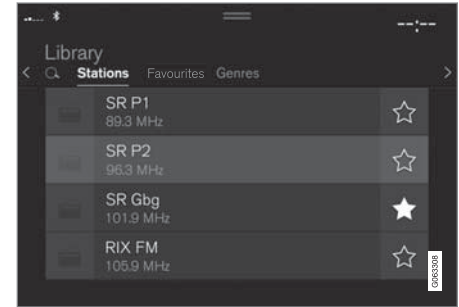 --:--
Library
Stations Favourites Genres
SR P1
89.3 MHz
SR P2
96.3 MHz
SR Gbg
101.9 MHz
RIX FM
105.9 MHz
G063308